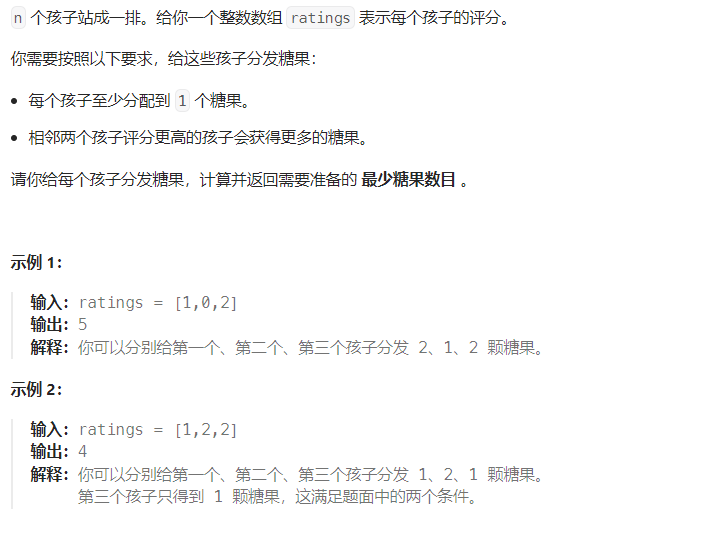 n 个孩子站成一排。给你一个整数数组 ratings 表示每个孩子的评分。
你需要按照以下要求，给这些孩子分发糖果：
• 每个孩子至少分配到 1 个糖果。
• 相邻两个孩子评分更高的孩子会获得更多的糖果。
请你给每个孩子分发糖果，计算并返回需要准备的 最少糖果数目 。
示例 1：
输入：ratings = [1,0,2]
输出：5
解释：你可以分别给第一个、第二个、第三个孩子分发 2、1、2 颗糖果。
示例 2：
输入：ratings = [1,2,2]
输出：4
解释：你可以分别给第一个、第二个、第三个孩子分发 1、2、1 颗糖果。
第三个孩子只得到 1 颗糖果，这满足题面中的两个条件。